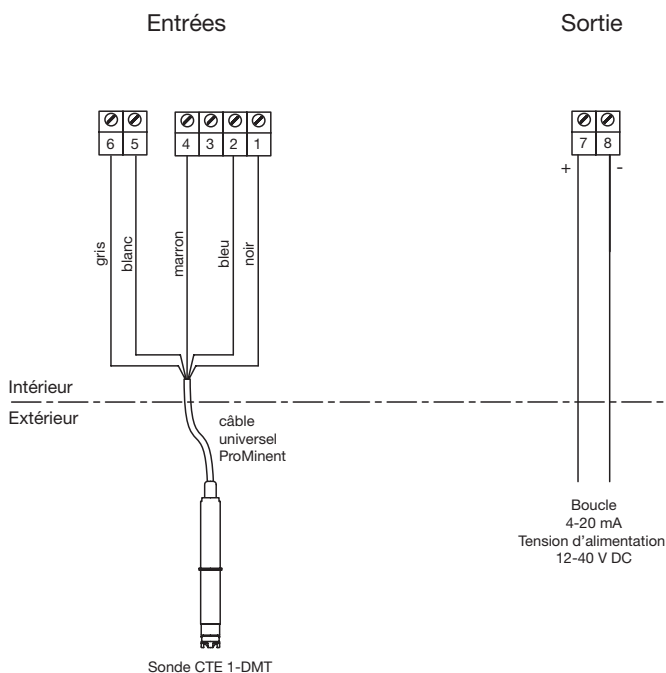 Entrées
Sortie
6 5 4 3 2 1
7 8
+ -
gris
blanc
marron
bleu
noir
Intérieur
Extérieur
câble
universel
ProMinent
Boucle
4-20 mA
Tension d’alimentation
12-40 V DC
Sonde CTE 1-DMT